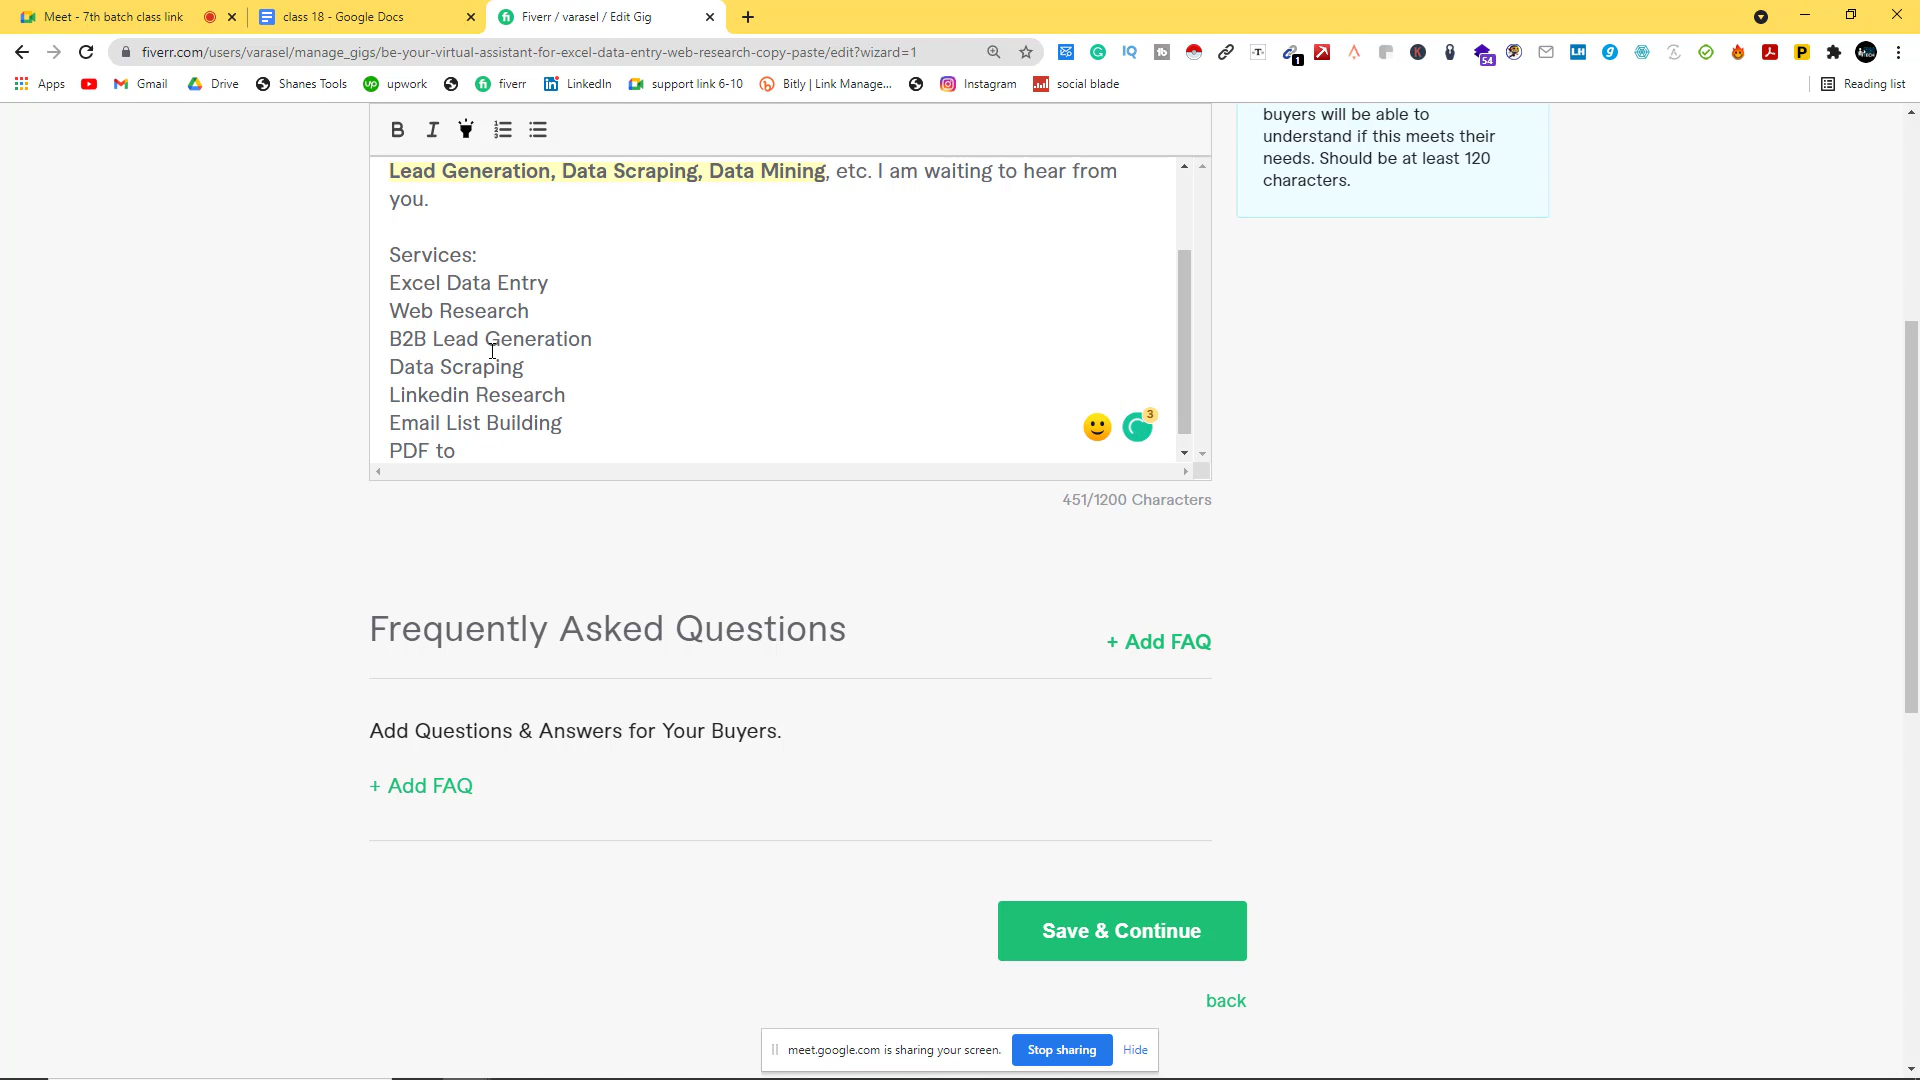 Meet - 7th batch class link
class 18 - Google Docs
Fiverr / varasel / Edit Gig
fiverr.com/users/varasel/manage_gigs/be-your-virtual-assistant-for-excel-data-entry-web-research-copy-paste/edit?wizard=1
Apps
Gmail
Drive
Shanes Tools
upwork
fiverr
LinkedIn
support link 6-10
Bitly | Link Manage...
Instagram
social blade
Reading list
54
1
buyers will be able to
understand if this meets their
needs. Should be at least 120
characters.
Lead Generation, Data Scraping, Data Mining, etc. I am waiting to hear from
you.
Services:
Excel Data Entry
Web Research
B2B Lead Generation
Data Scraping
Linkedin Research
Email List Building
PDF to
3
451/1200 Characters
Frequently Asked Questions
+ Add FAQ
Add Questions & Answers for Your Buyers.
+ Add FAQ
Save & Continue
back
meet.google.com is sharing your screen.
Stop sharing
Hide